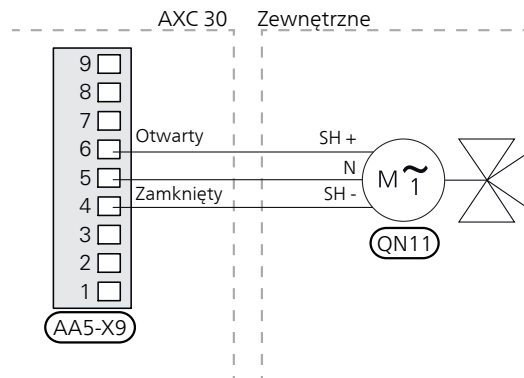 AXC 30 Zewnętrzne
9
8
7
6 Otwarty SH +
5 N
4 Zamknięty SH -
3
2
1
M ~ 1
QN11
AA5-X9